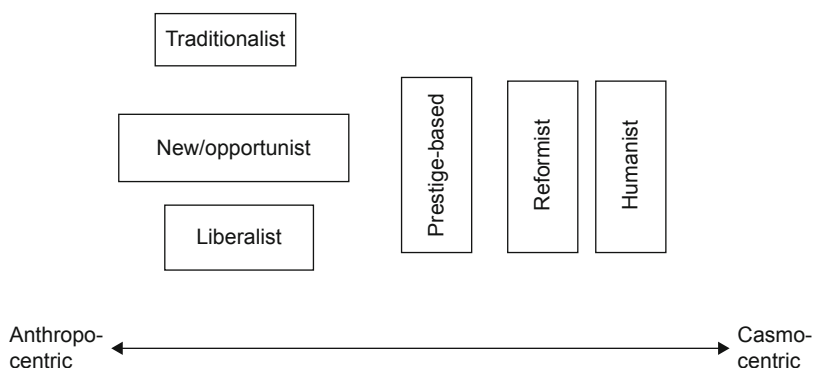 Traditionalist
New/opportunist
Liberalist
Prestige-based
Reformist
Humanist
Anthropo-
centric
Casmo-
centric